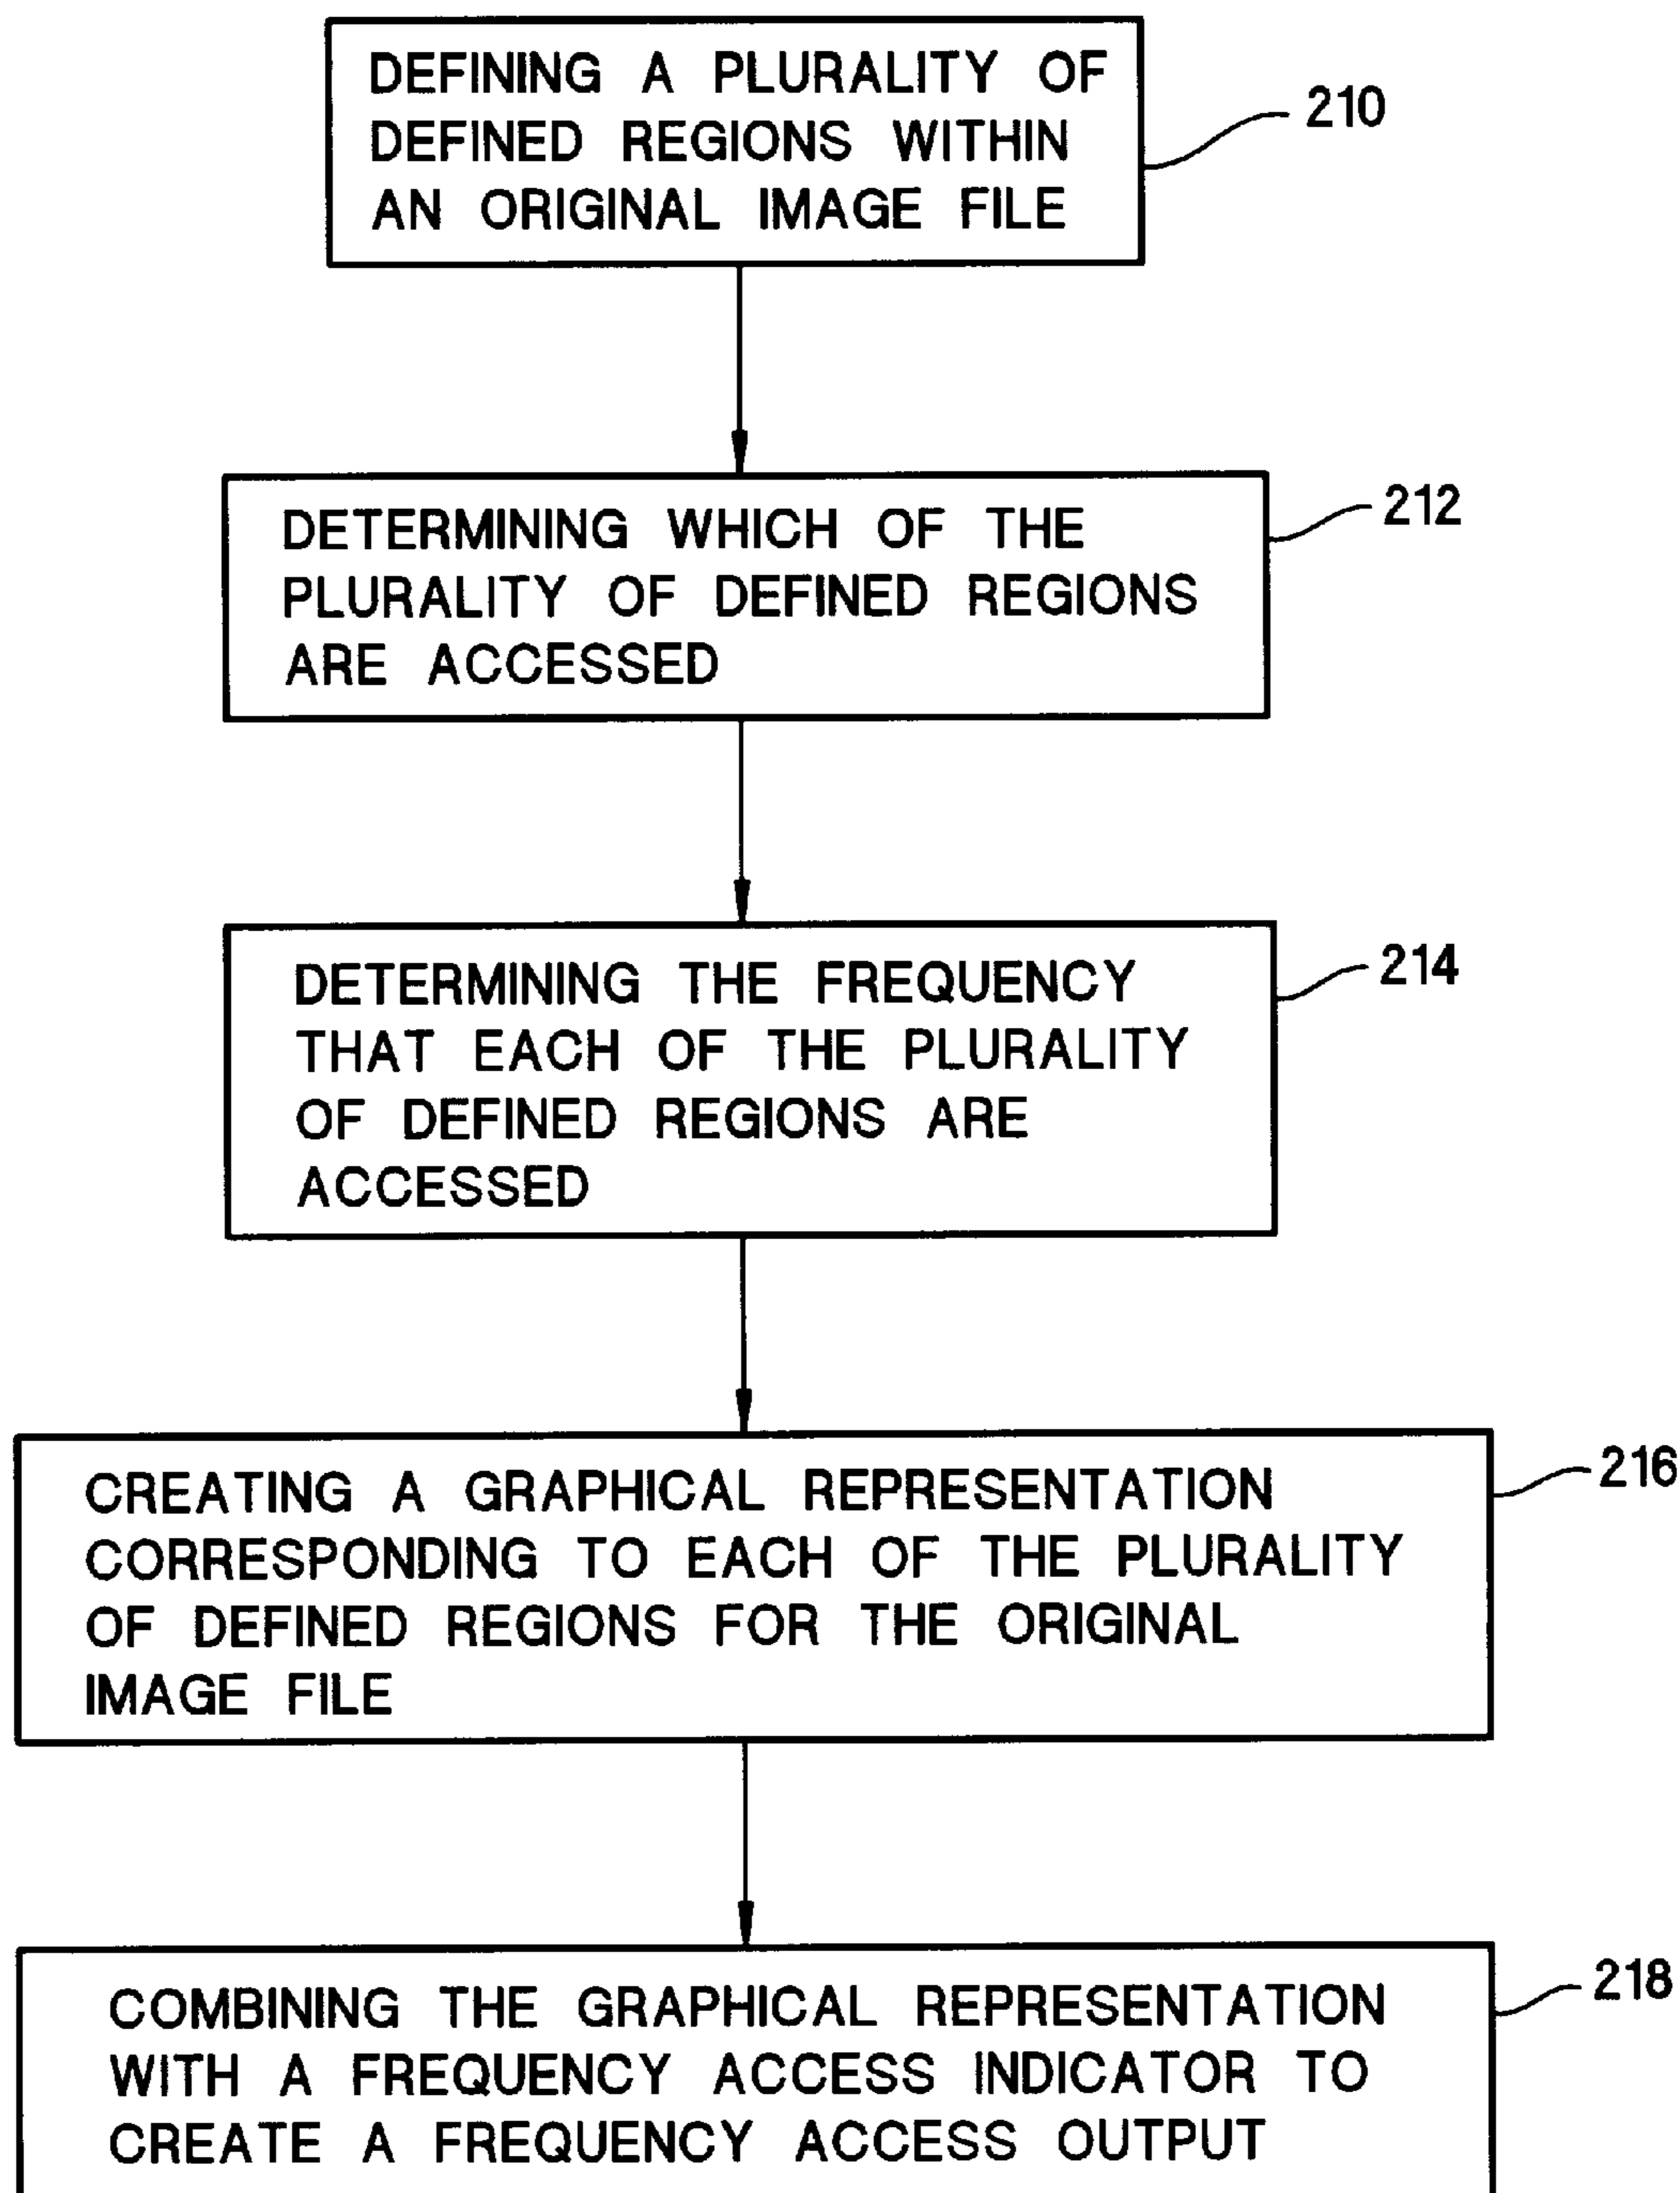 DEFINING A PLURALITY OF
DEFINED REGIONS WITHIN
AN ORIGINAL IMAGE FILE
210
DETERMINING WHICH OF THE
PLURALITY OF DEFINED REGIONS
ARE ACCESSED
212
DETERMINING THE FREQUENCY
THAT EACH OF THE PLURALITY
OF DEFINED REGIONS ARE
ACCESSED
214
CREATING A GRAPHICAL REPRESENTATION
CORRESPONDING TO EACH OF THE PLURALITY
OF DEFINED REGIONS FOR THE ORIGINAL
IMAGE FILE
216
COMBINING THE GRAPHICAL REPRESENTATION
WITH A FREQUENCY ACCESS INDICATOR TO
CREATE A FREQUENCY ACCESS OUTPUT
218